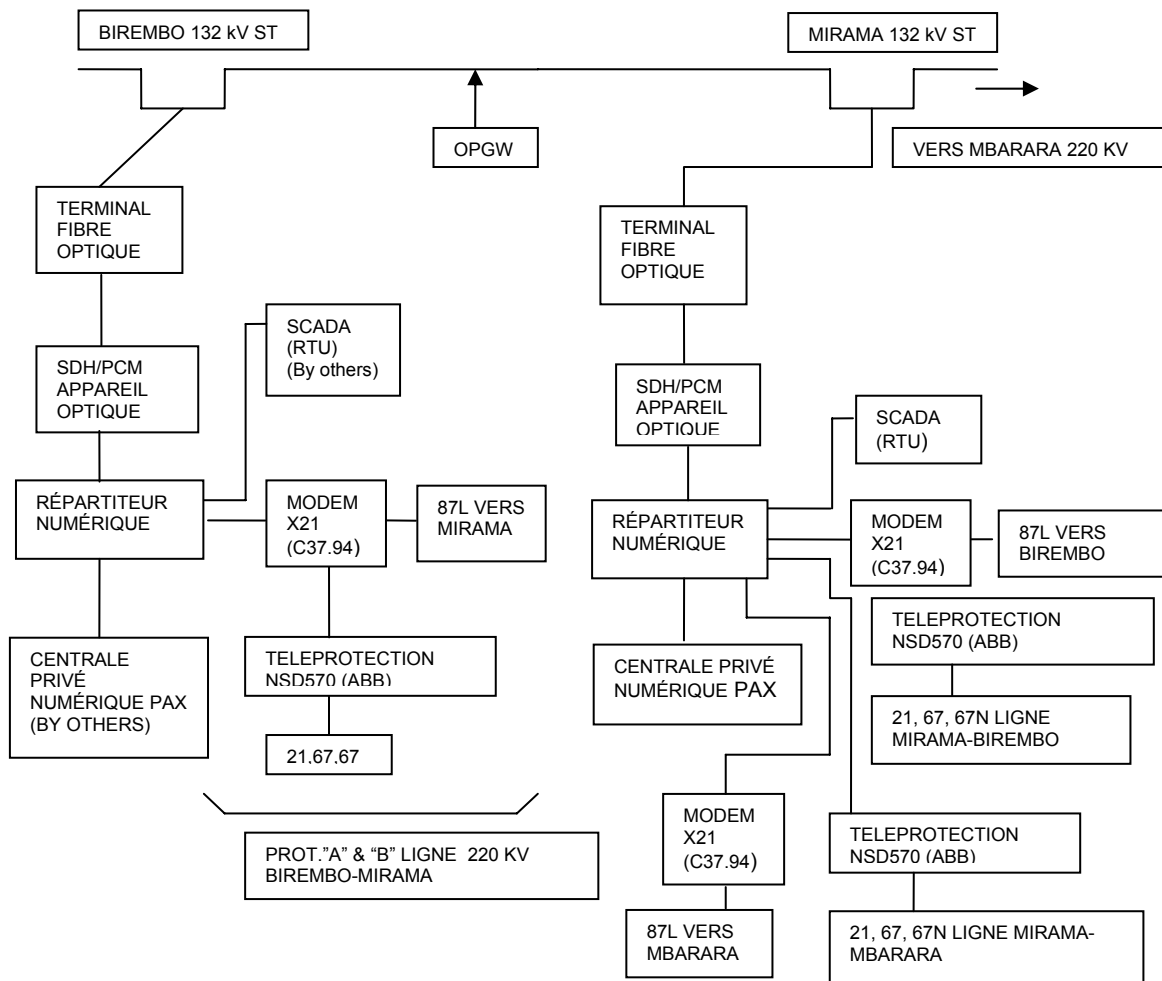 BIREMBO 132 kV ST
MIRAMA 132 kV ST
OPGW
VERS MBARARA 220 KV
TERMINAL
FIBRE
OPTIQUE
SDH/PCM
APPAREIL
OPTIQUE
SCADA
(RTU)
(By others)
RÉPARTITEUR
NUMÉRIQUE
MODEM
X21
(C37.94)
87L VERS
MIRAMA
CENTRALE
PRIVÉ
NUMÉRIQUE PAX
(BY OTHERS)
TELEPROTECTION
NSD570 (ABB)
21,67,67
PROT."A" & “B” LIGNE 220 KV
BIREMBO-MIRAMA
TERMINAL
FIBRE
OPTIQUE
SDH/PCM
APPAREIL
OPTIQUE
SCADA
(RTU)
RÉPARTITEUR
NUMÉRIQUE
MODEM
X21
(C37.94)
87L VERS
BIREMBO
CENTRALE PRIVÉ
NUMÉRIQUE PAX
TELEPROTECTION
NSD570 (ABB)
21, 67, 67N LIGNE
MIRAMA-BIREMBO
MODEM
X21
(C37.94)
87L VERS
MBARARA
TELEPROTECTION
NSD570 (ABB)
21, 67, 67N LIGNE MIRAMA-
MBARARA